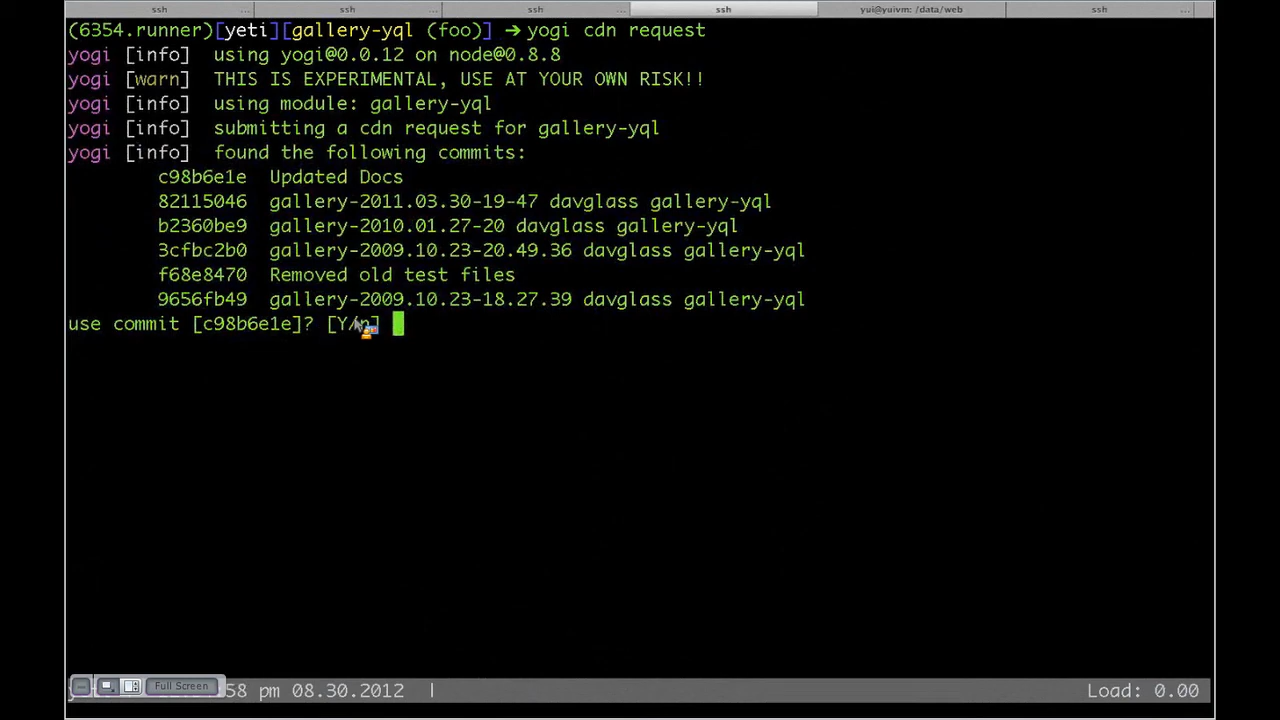 ssh ... ssh ... ssh ... ssh yui@yuivm: /data/web ssh ...
(6354.runner)[yeti][gallery-yql (foo)] ➔ yogi cdn request
yogi [info] using yogi@0.0.12 on node@0.8.8
yogi [warn] THIS IS EXPERIMENTAL, USE AT YOUR OWN RISK!!
yogi [info] using module: gallery-yql
yogi [info] submitting a cdn request for gallery-yql
yogi [info] found the following commits:
c98b6e1e Updated Docs
82115046 gallery-2011.03.30-19-47 davglass gallery-yql
b2360be9 gallery-2010.01.27-20 davglass gallery-yql
3cfbc2b0 gallery-2009.10.23-20.49.36 davglass gallery-yql
f68e8470 Removed old test files
9656fb49 gallery-2009.10.23-18.27.39 davglass gallery-yql
use commit [c98b6e1e]? [Y/n]
Full Screen 58 pm 08.30.2012 | Load: 0.00